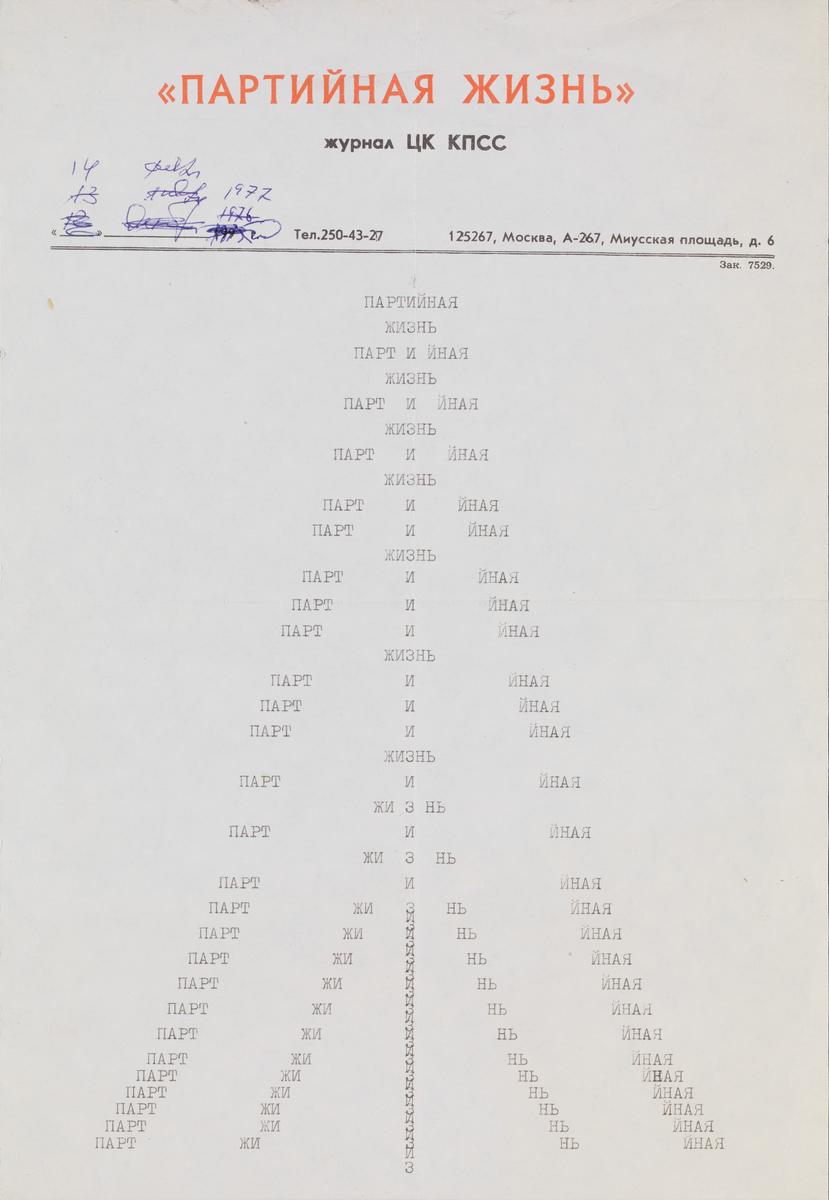 «ПАРТИЙНАЯ ЖИЗНЬ»
журнал ЦК КПСС
14
13 1977
1976
Тел.250-43-27 125267, Москва, А-267, Миусская площадь, д. 6
Зак. 7529.
ПАРТИЙНАЯ
ЖИЗНЬ
ПАРТ И ЙНАЯ
ЖИЗНЬ
ПАРТ И ЙНАЯ
ЖИЗНЬ
ПАРТ И ЙНАЯ
ЖИЗНЬ
ПАРТ И ЙНАЯ
ПАРТ И ЙНАЯ
ЖИЗНЬ
ПАРТ И ЙНАЯ
ПАРТ И ЙНАЯ
ПАРТ И ЙНАЯ
ЖИЗНЬ
ПАРТ И ЙНАЯ
ПАРТ И ЙНАЯ
ПАРТ И ЙНАЯ
ЖИЗНЬ
ПАРТ И ЙНАЯ
ЖИ З НЬ
ПАРТ И ЙНАЯ
ЖИ З НЬ
ПАРТ И ЙНАЯ
ПАРТ ЖИ З НЬ ЙНАЯ
ПАРТ ЖИ И НЬ ЙНАЯ
ПАРТ ЖИ З НЬ ЙНАЯ
ПАРТ ЖИ И НЬ ЙНАЯ
ПАРТ ЖИ З НЬ ЙНАЯ
ПАРТ ЖИ И НЬ ЙНАЯ
ПАРТ ЖИ З НЬ ЙНАЯ
ПАРТ ЖИ И НЬ ЙНАЯ
ПАРТ ЖИ З НЬ ЙНАЯ
ПАРТ ЖИ И НЬ ЙНАЯ
ПАРТ ЖИ З НЬ ЙНАЯ
ПАРТ ЖИ З НЬ ЙНАЯ
И
З